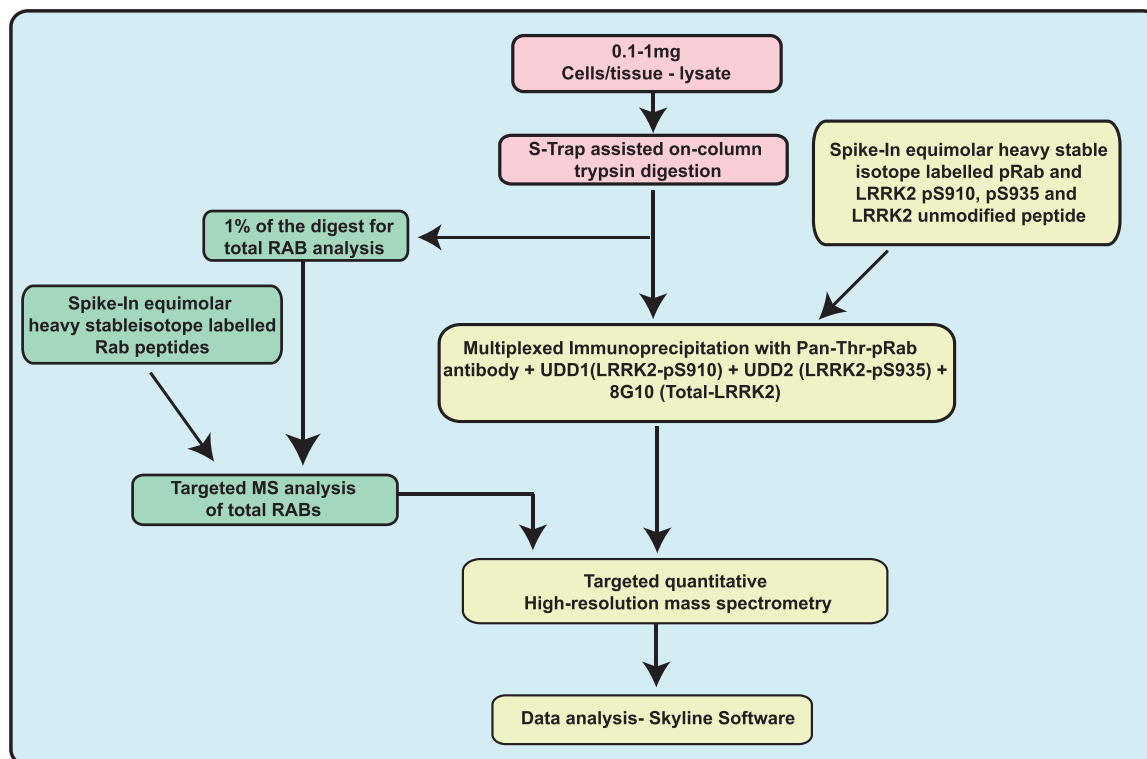 0.1-1mg
Cells/tissue - lysate
S-Trap assisted on-column
trypsin digestion
Spike-In equimolar heavy stable
isotope labelled pRab and
LRRK2 pS910, pS935 and
LRRK2 unmodified peptide
1% of the digest for
total RAB analysis
Spike-In equimolar
heavy stableisotope labelled
Rab peptides
Multiplexed Immunoprecipitation with Pan-Thr-pRab
antibody + UDD1(LRRK2-pS910) + UDD2 (LRRK2-pS935) +
8G10 (Total-LRRK2)
Targeted MS analysis
of total RABs
Targeted quantitative
High-resolution mass spectrometry
Data analysis- Skyline Software